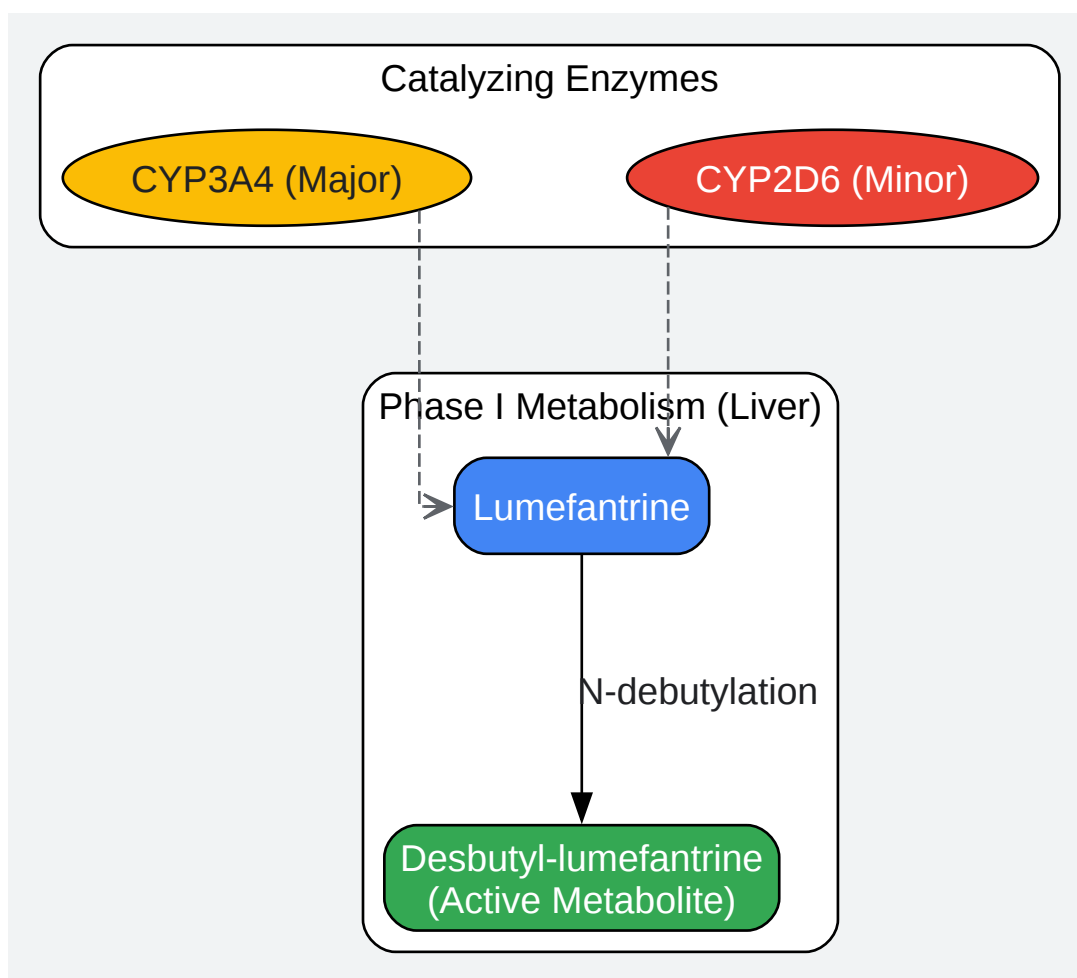 Catalyzing Enzymes
CYP3A4 (Major)
CYP2D6 (Minor)
Phase I Metabolism (Liver)
Lumefantrine
N-debutylation
Desbutyl-lumefantrine
(Active Metabolite)